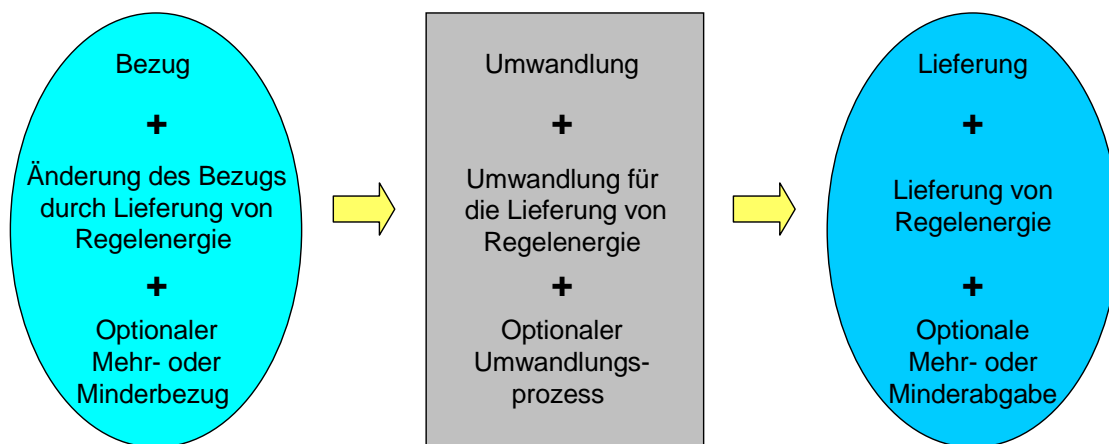 Bezug
+
Änderung des Bezugs
durch Lieferung von
Regelenergie
+
Optionaler
Mehr- oder
Minderbezug
Umwandlung
+
Umwandlung für
die Lieferung von
Regelenergie
+
Optionaler
Umwandlungs-
prozess
Lieferung
+
Lieferung von
Regelenergie
+
Optionale
Mehr- oder
Minderabgabe